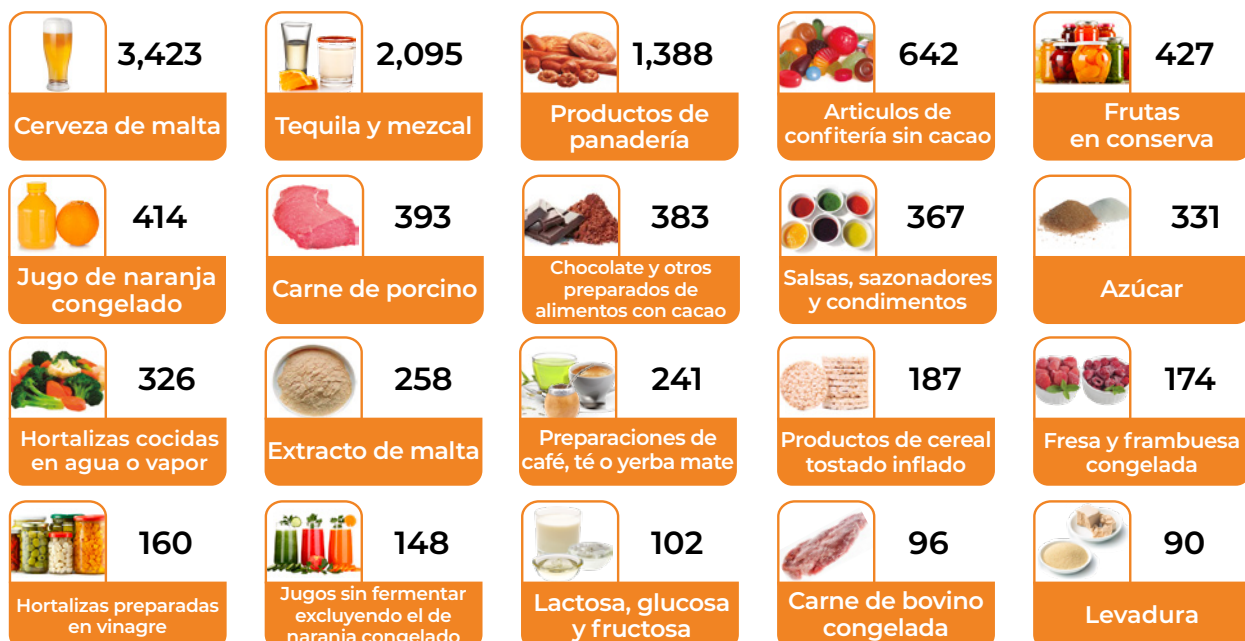 3,423
Cerveza de malta
2,095
Tequila y mezcal
1,388
Productos de
panadería
642
Articulos de
confitería sin cacao
427
Frutas
en conserva
414
Jugo de naranja
congelado
393
Carne de porcino
383
Chocolate y otros
preparados de
alimentos con cacao
367
Salsas, sazonadores
y condimentos
331
Azúcar
326
Hortalizas cocidas
en agua o vapor
258
Extracto de malta
241
Preparaciones de
café, té o yerba mate
187
Productos de cereal
tostado inflado
174
Fresa y frambuesa
congelada
160
Hortalizas preparadas
en vinagre
148
Jugos sin fermentar
excluyendo el de
naranja congelado
102
Lactosa, glucosa
y fructosa
96
Carne de bovino
congelada
90
Levadura